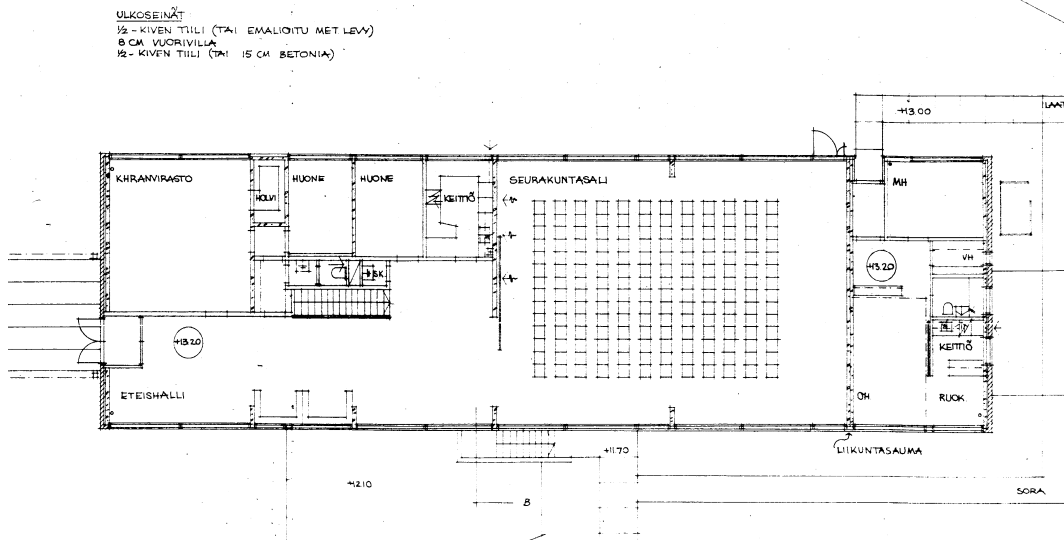 ULKOSEINÄT
½-KIVEN TIILI (TAI EMALIOITU MET LEVY)
8 CM VUORIVILLA
½-KIVEN TIILI (TAI 15 CM BETONIA)
+13.00
LAAT
KHRANVIRASTO
HOLVI
HUONE
HUONE
KEITTIÖ
SEURAKUNTASALI
MH
+13.20
VH
SK
+13.20
KEITTIÖ
ETEISHALLI
OH
RUOK
+11.70
LIIKUNTASAUMA
+12.10
B
SORA